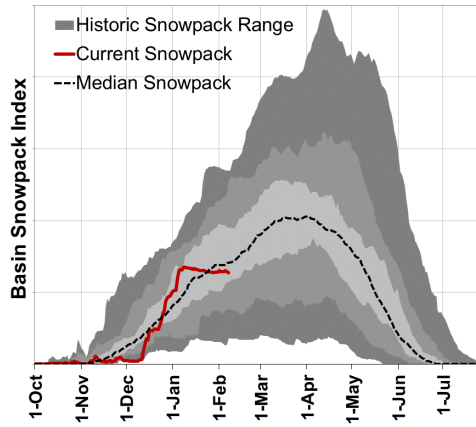 Historic Snowpack Range
Current Snowpack
Median Snowpack
Basin Snowpack Index
1-Oct
1-Nov
1-Dec
1-Jan
1-Feb
1-Mar
1-Apr
1-May
1-Jun
1-Jul